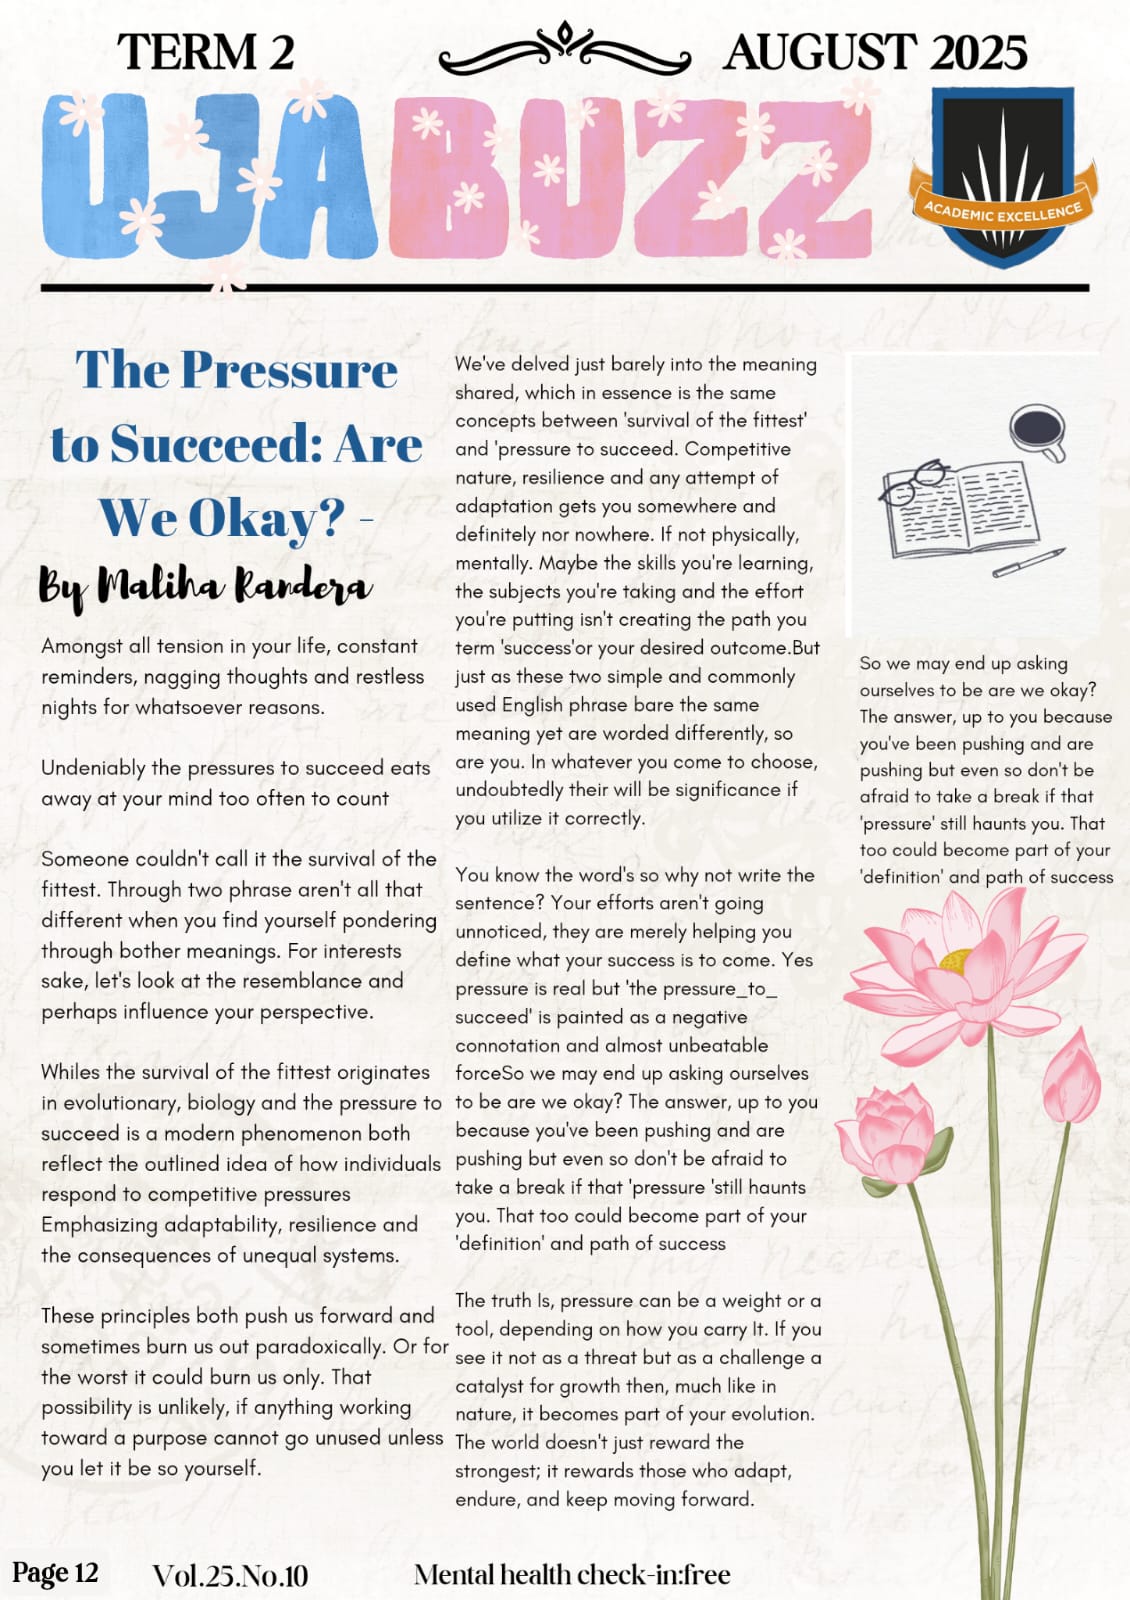 TERM 2
AUGUST 2025
UJABUZZ
ACADEMIC EXCELLENCE
The Pressure
to Succeed: Are
We Okay? -
By Maliha Randera
Amongst all tension in your life, constant
reminders, nagging thoughts and restless
nights for whatsoever reasons.
Undeniably the pressures to succeed eats
away at your mind too often to count
Someone couldn't call it the survival of the
fittest. Through two phrase aren't all that
different when you find yourself pondering
through bother meanings. For interests
sake, let's look at the resemblance and
perhaps influence your perspective.
Whiles the survival of the fittest originates
in evolutionary, biology and the pressure to
succeed is a modern phenomenon both
reflect the outlined idea of how individuals
respond to competitive pressures
Emphasizing adaptability, resilience and
the consequences of unequal systems.
These principles both push us forward and
sometimes burn us out paradoxically. Or for
the worst it could burn us only. That
possibility is unlikely, if anything working
toward a purpose cannot go unused unless
you let it be so yourself.
We've delved just barely into the meaning
shared, which in essence is the same
concepts between 'survival of the fittest'
and 'pressure to succeed. Competitive
nature, resilience and any attempt of
adaptation gets you somewhere and
definitely nor nowhere. If not physically,
mentally. Maybe the skills you're learning,
the subjects you're taking and the effort
you're putting isn't creating the path you
term 'success'or your desired outcome.But
just as these two simple and commonly
used English phrase bare the same
meaning yet are worded differently, so
are you. In whatever you come to choose,
undoubtedly their will be significance if
you utilize it correctly.
You know the word's so why not write the
sentence? Your efforts aren't going
unnoticed, they are merely helping you
define what your success is to come. Yes
pressure is real but 'the pressure_to_
succeed' is painted as a negative
connotation and almost unbeatable
forceSo we may end up asking ourselves
to be are we okay? The answer, up to you
because you've been pushing and are
pushing but even so don't be afraid to
take a break if that 'pressure 'still haunts
you. That too could become part of your
'definition' and path of success
The truth Is, pressure can be a weight or a
tool, depending on how you carry It. If you
see it not as a threat but as a challenge a
catalyst for growth then, much like in
nature, it becomes part of your evolution.
The world doesn't just reward the
strongest; it rewards those who adapt,
endure, and keep moving forward.
So we may end up asking
ourselves to be are we okay?
The answer, up to you because
you've been pushing and are
pushing but even so don't be
afraid to take a break if that
'pressure' still haunts you. That
too could become part of your
'definition' and path of success
Page 12
Vol.25.No.10
Mental health check-in:free